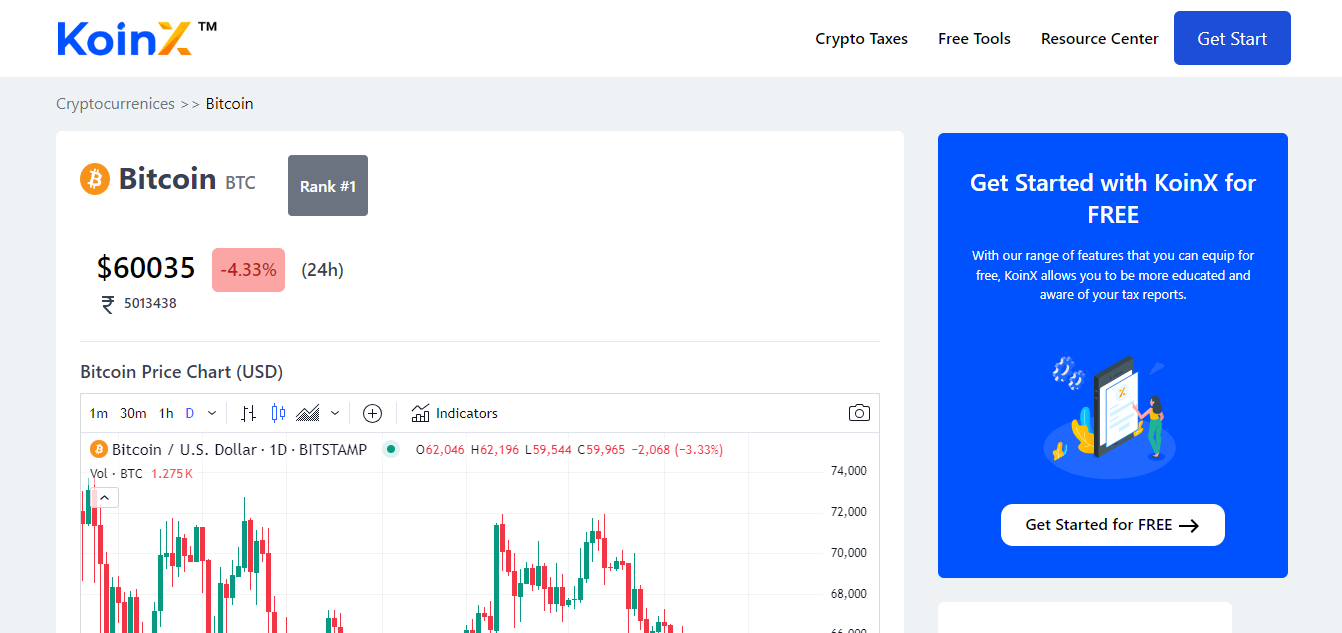 KoinX™
Crypto Taxes
Free Tools
Resource Center
Get Start
Cryptocurrenices >> Bitcoin
Bitcoin BTC
Rank #1
$60035
-4.33%
(24h)
₹ 5013438
Bitcoin Price Chart (USD)
1m 30m 1h D
Indicators
Bitcoin / U.S. Dollar · 1D · BITSTAMP
O62,046 H62,196 L59,544 C59,965 −2,068 (−3.33%)
Vol · BTC 1.275K
74,000
72,000
70,000
68,000
66,000
Get Started with KoinX for
FREE
With our range of features that you can equip for
free, KoinX allows you to be more educated and
aware of your tax reports.
Get Started for FREE →